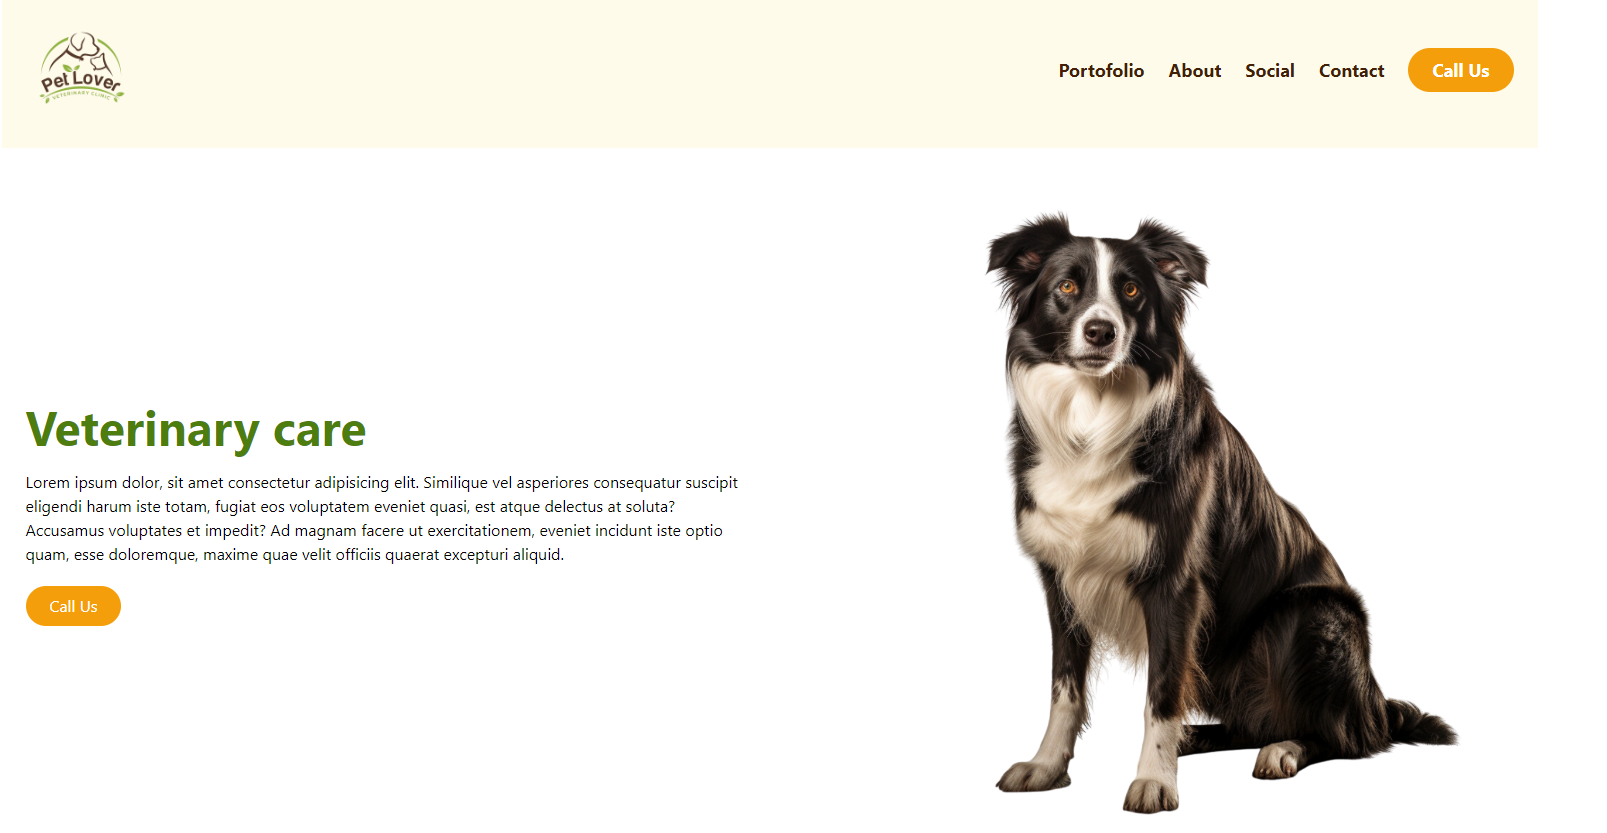 Pet Lover
VETERINARY CLINIC
Portofolio About Social Contact Call Us
Veterinary care
Lorem ipsum dolor, sit amet consectetur adipisicing elit. Similique vel asperiores consequatur suscipit
eligendi harum iste totam, fugiat eos voluptatem eveniet quasi, est atque delectus at soluta?
Accusamus voluptates et impedit? Ad magnam facere ut exercitationem, eveniet incidunt iste optio
quam, esse doloremque, maxime quae velit officiis quaerat excepturi aliquid.
Call Us